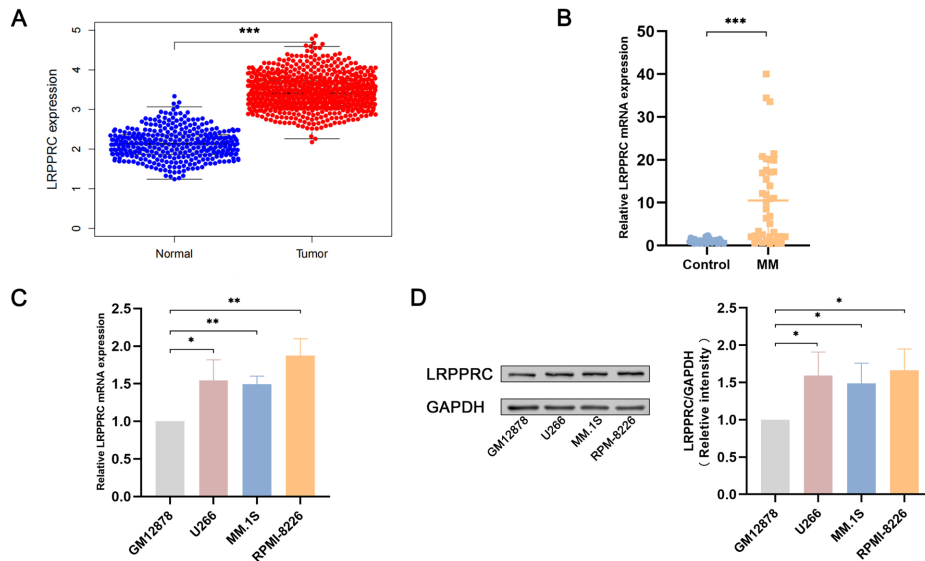 A
LRPPRC expression
5
4
3
2
1
0
***
Normal
Tumor
B
Relative LRPPRC mRNA expression
50
40
30
20
10
0
***
Control
MM
C
Relative LRPPRC mRNA expression
2.5
2.0
1.5
1.0
0.5
0.0
**
**
*
GM12878
U266
MM.1S
RPMI-8226
D
LRPPRC
GAPDH
GM12878
U266
MM.1S
RPM-8226
LRPPRC/GAPDH
( Reletive intensity )
2.5
2.0
1.5
1.0
0.5
0.0
*
*
*
GM12878
U266
MM.1S
RPMI-8226